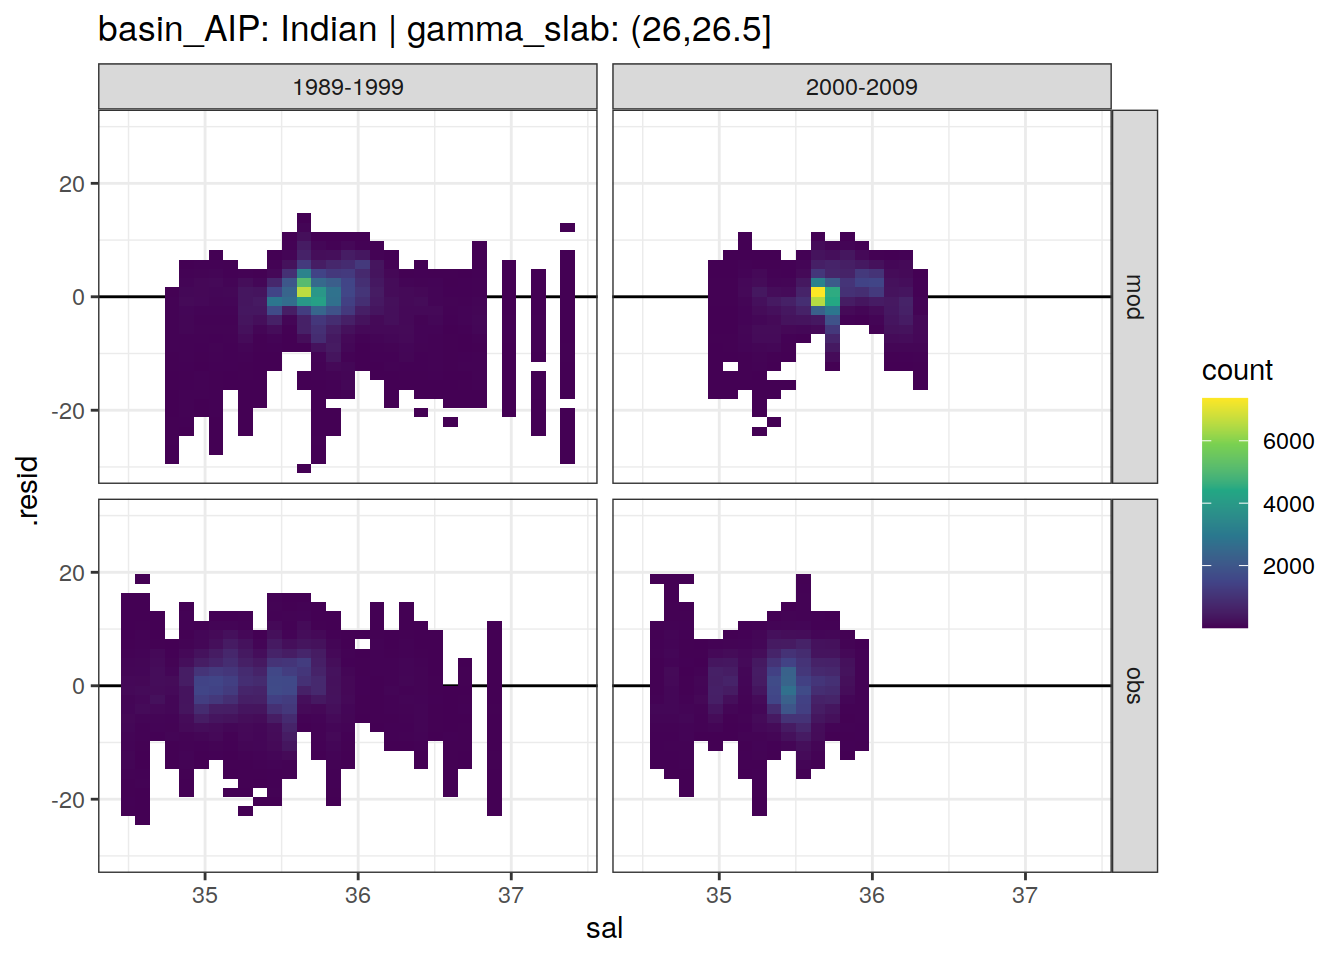 basin_AIP: Indian | gamma_slab: (26,26.5]
1989-1999
2000-2009
20
0
-20
mod
20
0
-20
obs
35
36
37
35
36
37
sal
.resid
count
6000
4000
2000